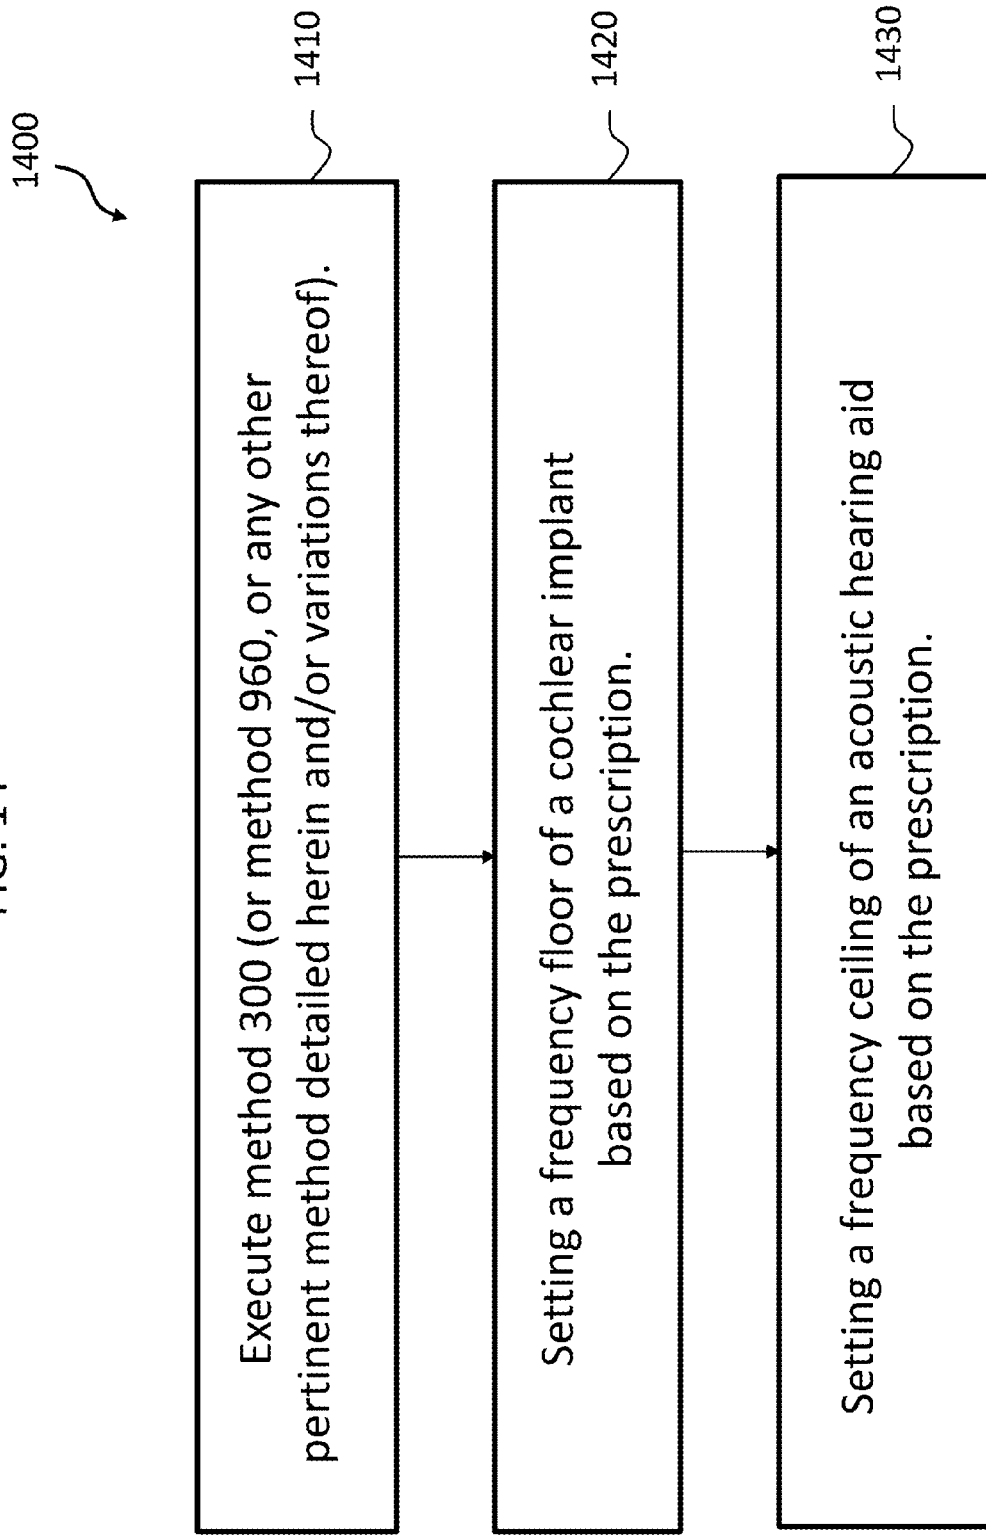 1400
Execute method 300 (or method 960, or any other
pertinent method detailed herein and/or variations thereof).
1410
Setting a frequency floor of a cochlear implant
based on the prescription.
1420
Setting a frequency ceiling of an acoustic hearing aid
based on the prescription.
1430